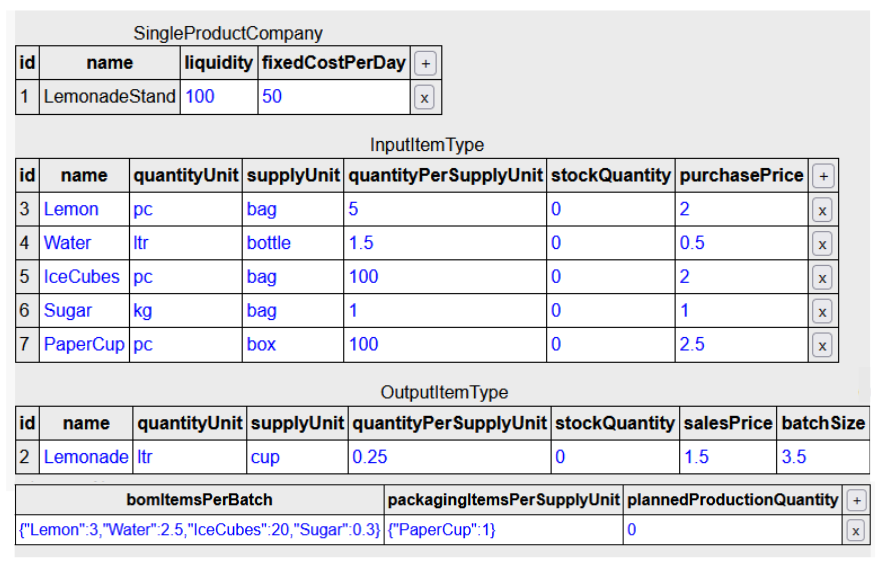 SingleProductCompany
id name liquidity fixedCostPerDay +
1 LemonadeStand 100 50 x
InputItemType
id name quantityUnit supplyUnit quantityPerSupplyUnit stockQuantity purchasePrice +
3 Lemon pc bag 5 0 2 x
4 Water ltr bottle 1.5 0 0.5 x
5 IceCubes pc bag 100 0 2 x
6 Sugar kg bag 1 0 1 x
7 PaperCup pc box 100 0 2.5 x
OutputItemType
id name quantityUnit supplyUnit quantityPerSupplyUnit stockQuantity salesPrice batchSize
2 Lemonade ltr cup 0.25 0 1.5 3.5
bomItemsPerBatch packagingItemsPerSupplyUnit plannedProductionQuantity +
{"Lemon":3,"Water":2.5,"IceCubes":20,"Sugar":0.3} {"PaperCup":1} 0 x